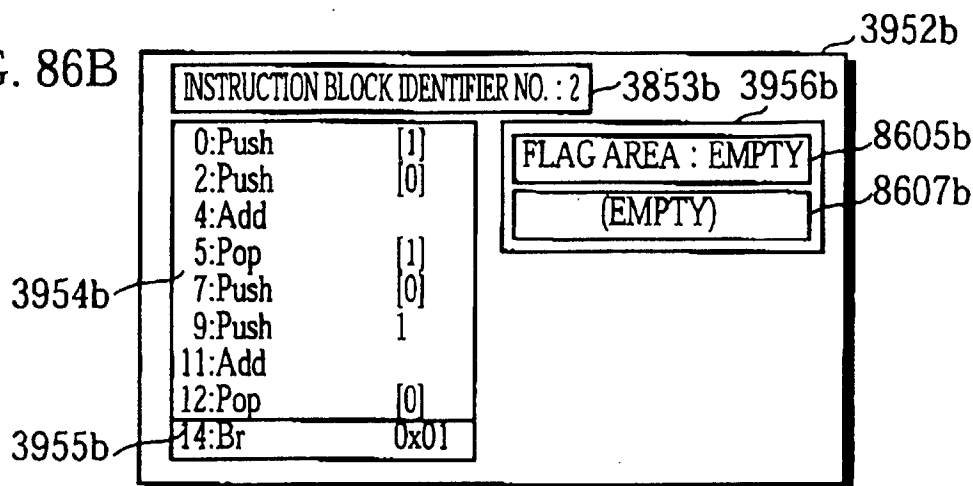 3952b
G. 86B
INSTRUCTION BLOCK IDENTIFIER NO. : 2
3853b
3956b
0:Push [1]
2:Push [0]
4:Add
5:Pop [1]
7:Push [0]
9:Push 1
11:Add
12:Pop [0]
14:Br 0x01
FLAG AREA : EMPTY
8605b
(EMPTY)
8607b
3954b
3955b